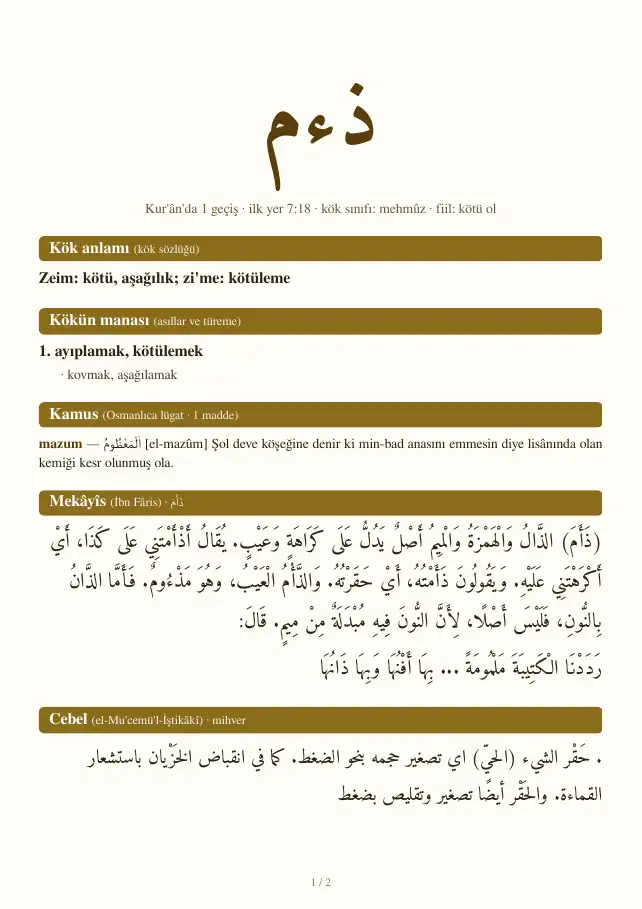 ذءم
Kur'ân'da 1 geçiş · ilk yer 7:18 · kök sınıfı: mehmûz · fiil: kötü ol
Kök anlamı (kök sözlüğü)
Zeim: kötü, aşağılık; zi'me: kötüleme
Kökün manası (asıllar ve türeme)
1. ayıplamak, kötülemek
· kovmak, aşağılamak
Kamus (Osmanlıca lügat · 1 madde)
mazum — اَلْمَعْظُومُ [el-mazûm] Şol deve köşeğine denir ki min-bad anasını emmesin diye lisânında olan
kemiği kesr olunmuş ola.
Mekâyîs (İbn Fâris) · ذَأَمَ
(ذَأَمَ) الذَّالُ وَالْهَمْزَةُ وَالْمِيمُ أَصْلٌ يَدُلُّ عَلَى كَرَاهَةٍ وَعَيْبٍ. يُقَالُ أَذْأَمْتَنِي عَلَى كَذَا، أَيْ
أَكْرَهْتَنِي عَلَيْهِ. وَيَقُولُونَ ذَأَمْتُهُ، أَيْ حَقَرْتُهُ. وَالذَّأْمُ الْعَيْبُ، وَهُوَ مَذْءُومٌ. فَأَمَّا الذَّانُ
بِالنُّونِ، فَلَيْسَ أَصْلًا، لِأَنَّ النُّونَ فِيهِ مُبْدَلَةٌ مِنْ مِيمٍ. قَالَ:
رَدَدْنَا الْكَتِيبَةَ مَلْمُومَةً ... بِهَا أَفْنُهَا وَبِهَا ذَانُهَا
Cebel (el-Mu'cemü'l-İştikâkî) · mihver
. حَقْر الشيء (الحيّ) اي تصغير حجمه بنحو الضغط. كما في انقباض الخَزْيان باستشعار
القماءة. والحَقْر أيضًا تصغير وتقليص بضغط
1 / 2